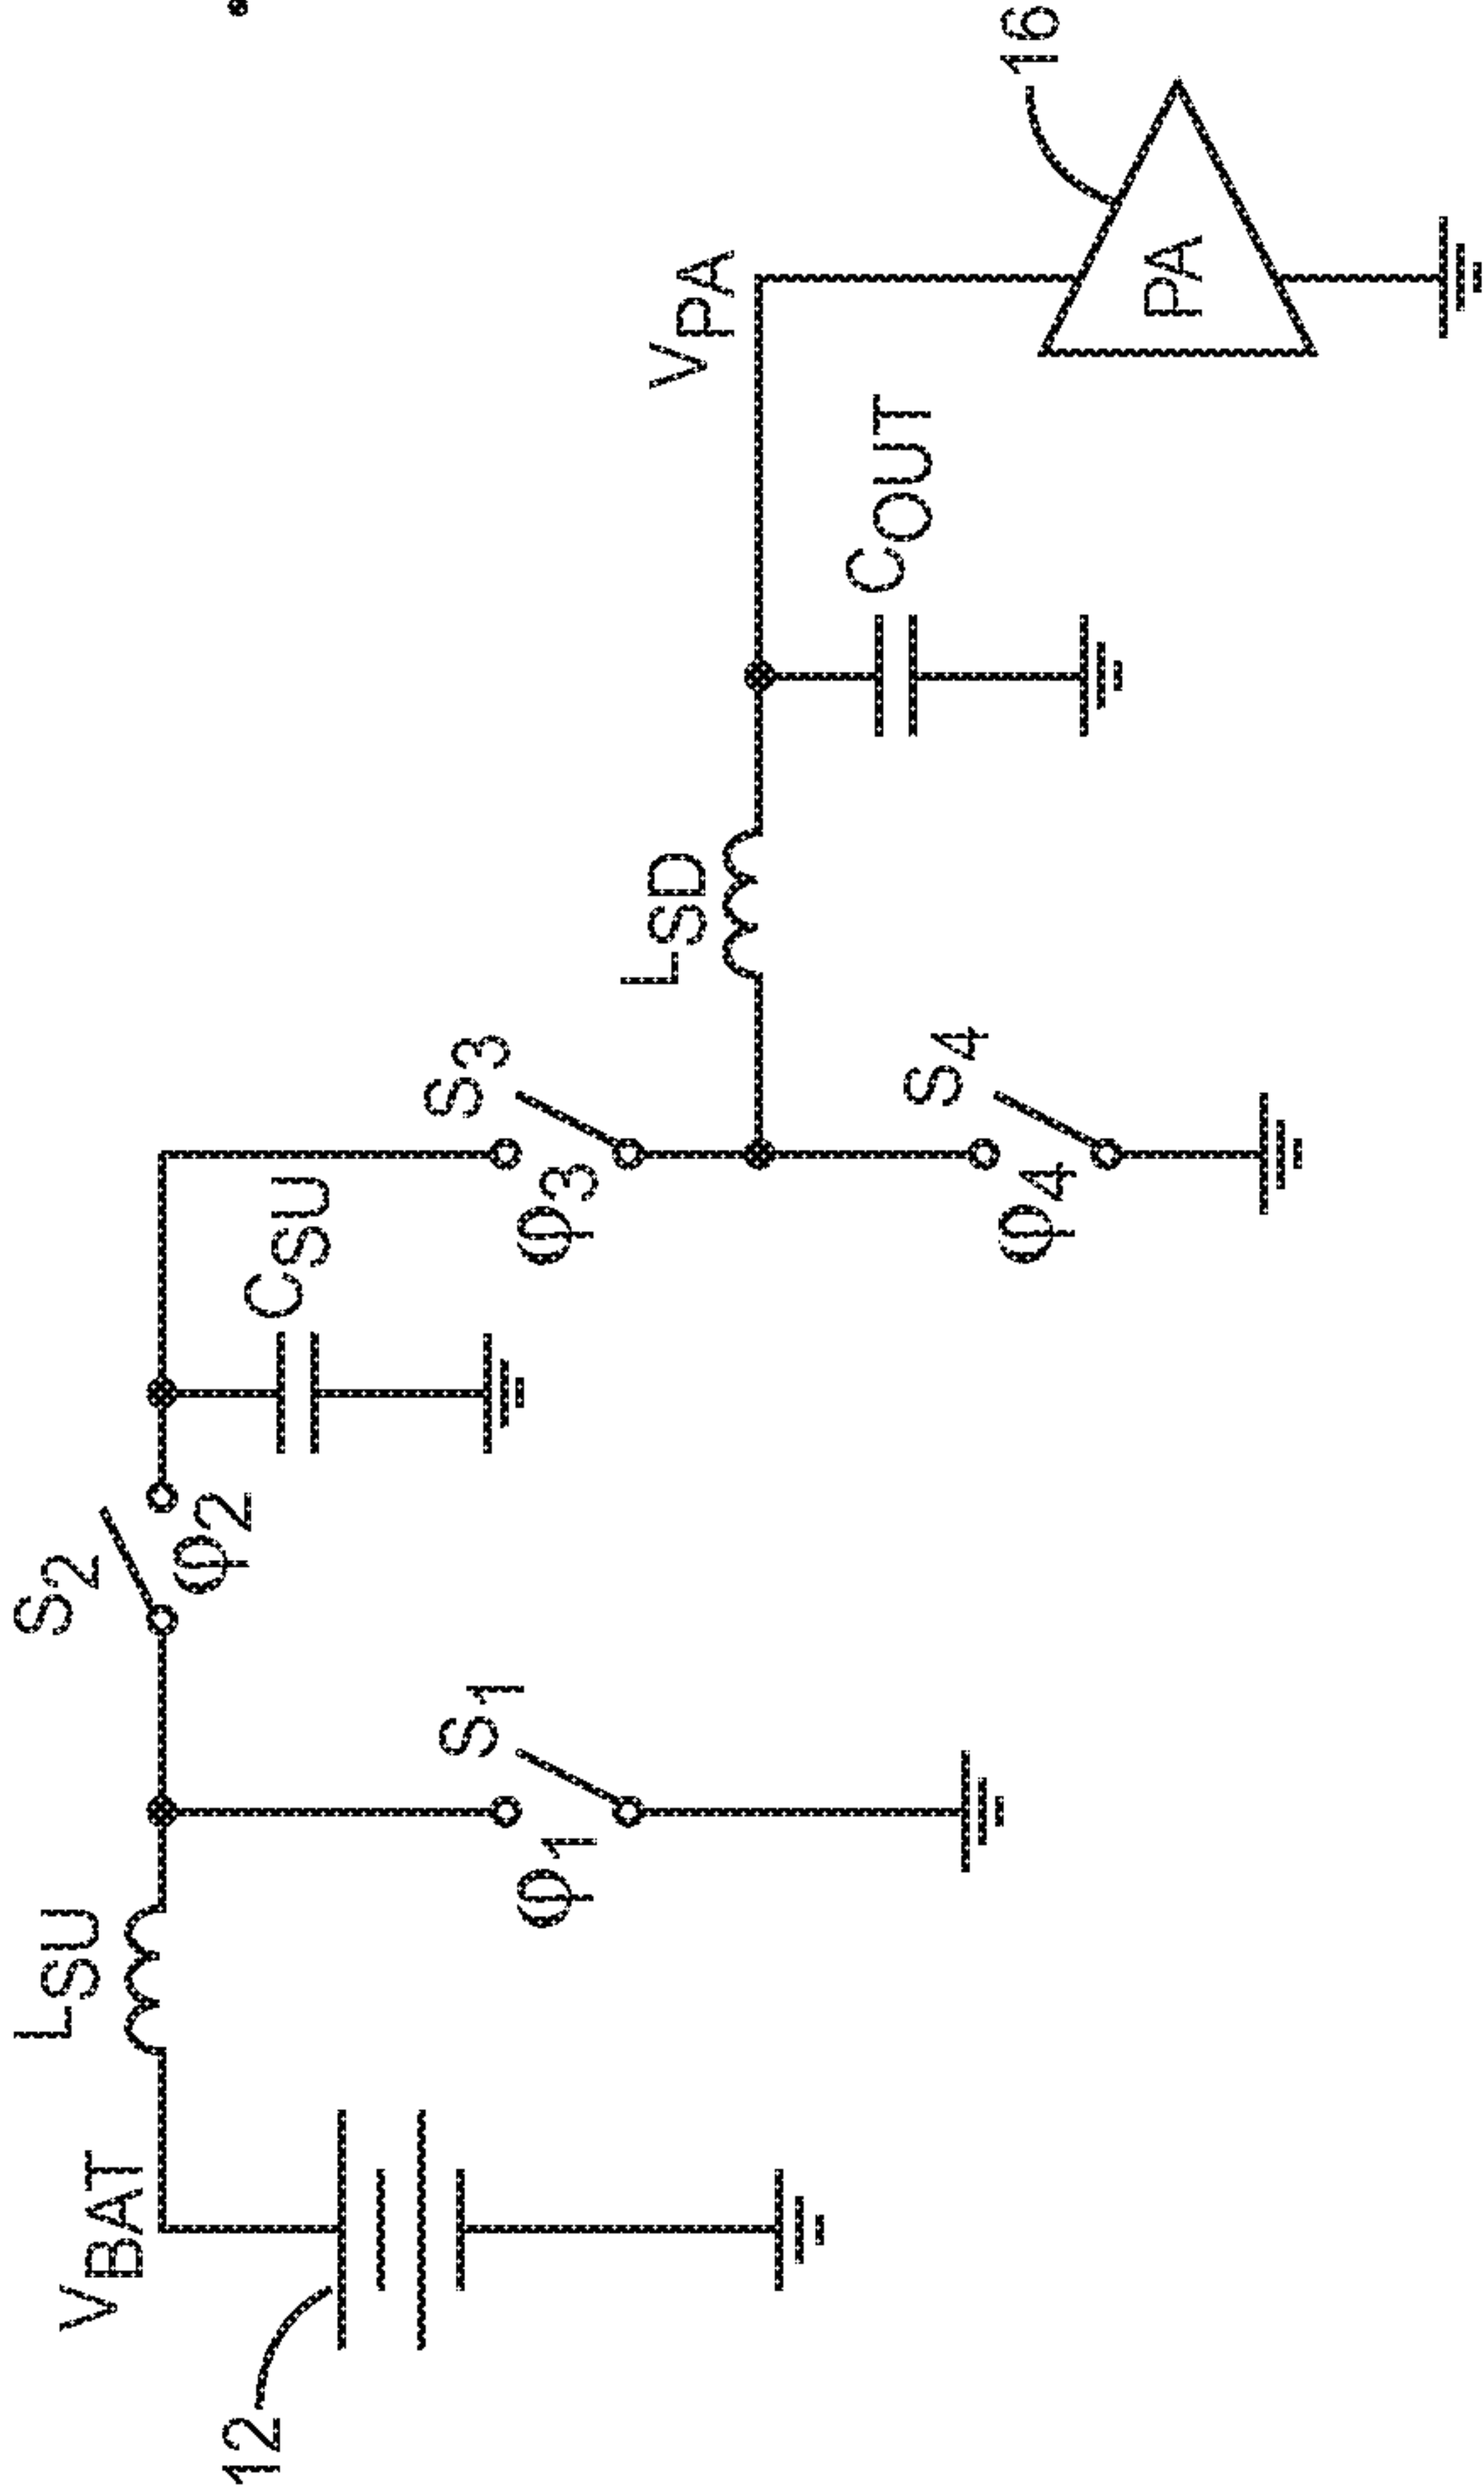 12
VBAT
LSU
φ1
S1
S2
φ2
CSU
φ3
S3
φ4
S4
LSD
COUT
VPA
PA
16